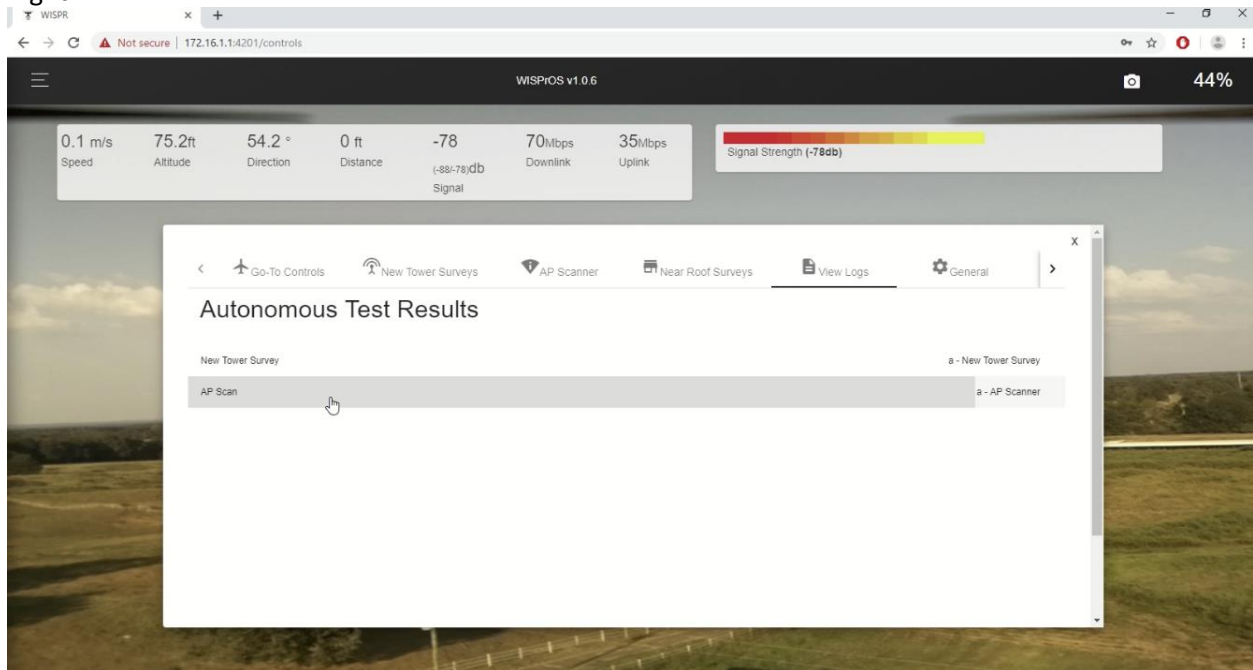 WISPR
Not secure | 172.16.1.1:4201/controls
WISPrOS v1.0.6
44%
0.1 m/s 75.2ft 54.2 ° 0 ft -78 70Mbps 35Mbps
Speed Altitude Direction Distance (-88/-78)db Downlink Uplink
Signal
Signal Strength (-78db)
X
Go-To Controls New Tower Surveys AP Scanner Near Roof Surveys View Logs General
Autonomous Test Results
New Tower Survey a - New Tower Survey
AP Scan a - AP Scanner